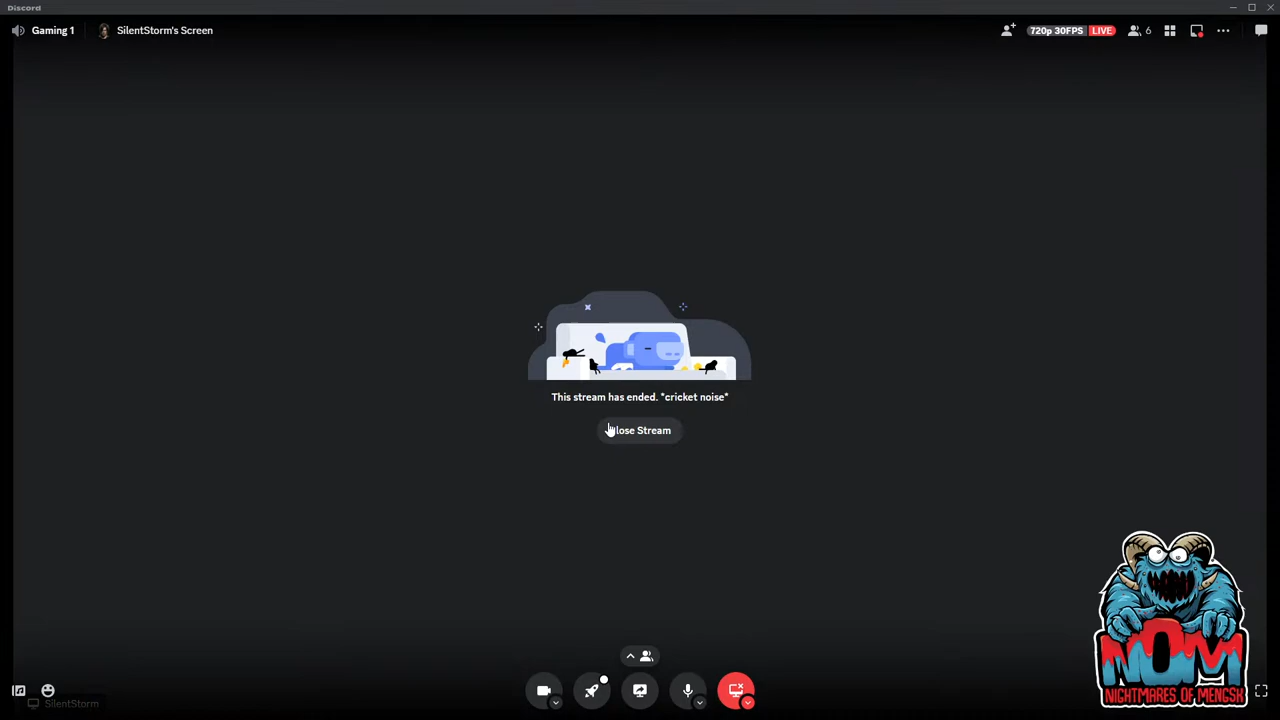 Discord
Gaming 1
SilentStorm's Screen
720p 30FPS LIVE
6
This stream has ended. *cricket noise*
lose Stream
SilentStorm
NOM
NIGHTMARES OF MENGSK